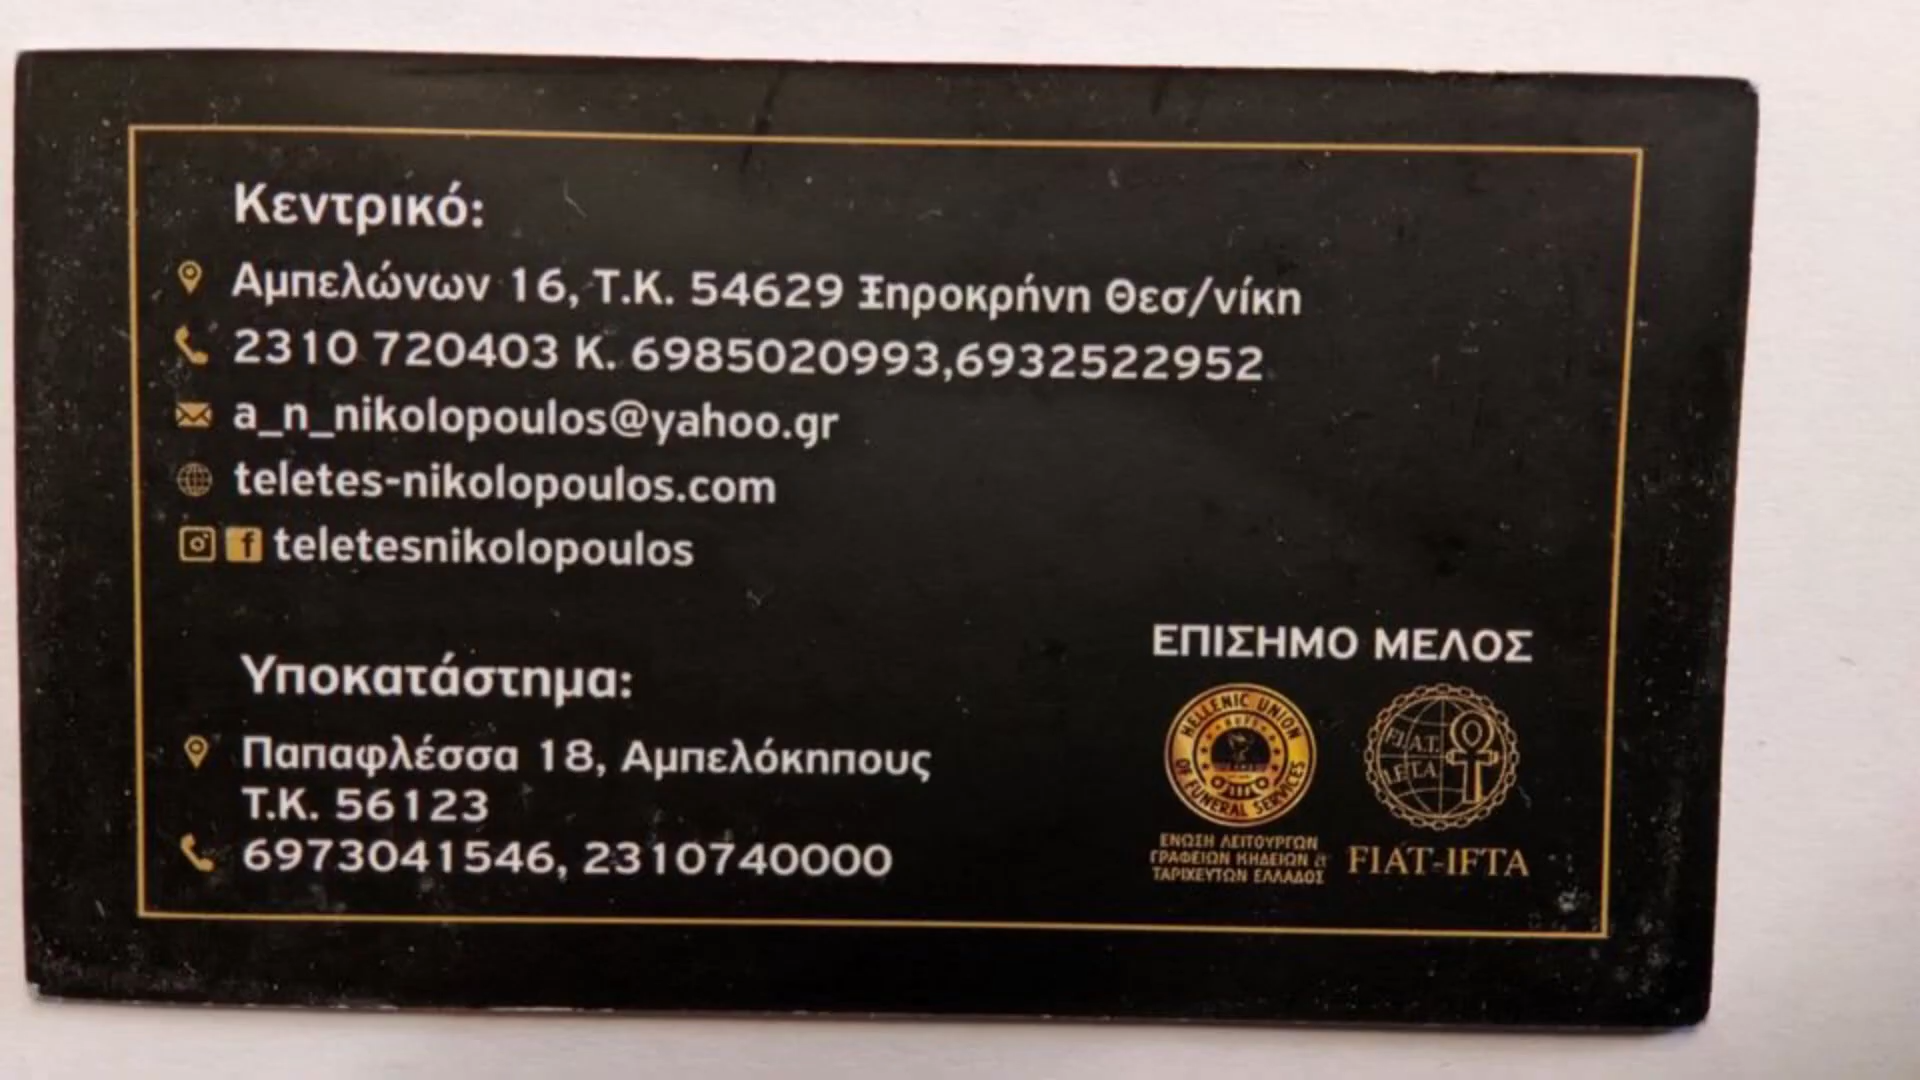 Κεντρικό:
Αμπελώνων 16, Τ.Κ. 54629 Ξηροκρήνη Θεσ/νίκη
2310 720403 Κ. 6985020993,6932522952
a_n_nikolopoulos@yahoo.gr
teletes-nikolopoulos.com
teletesnikolopoulos
Υποκατάστημα:
Παπαφλέσσα 18, Αμπελόκηπους
Τ.Κ. 56123
6973041546, 2310740000
ΕΠΙΣΗΜΟ ΜΕΛΟΣ
HELLENIC UNION
OF FUNERAL SERVICES
ΕΝΩΣΗ ΛΕΙΤΟΥΡΓΩΝ
ΓΡΑΦΕΙΩΝ ΚΗΔΕΙΩΝ &
ΤΑΡΙΧΕΥΤΩΝ ΕΛΛΑΔΟΣ
F.I.A.T.
I.F.T.A.
FIAT-IFTA